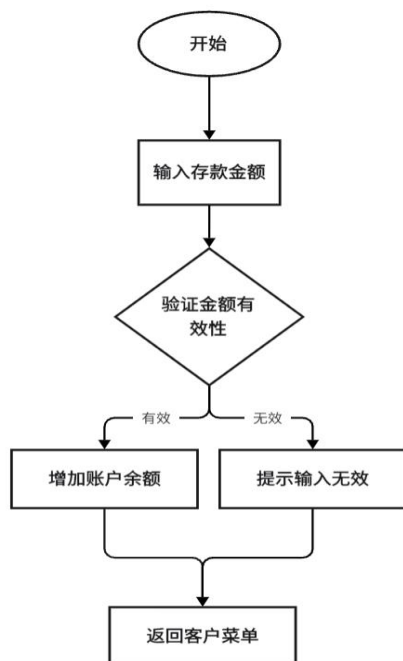 开始
输入存款金额
验证金额有
效性
有效
无效
增加账户余额
提示输入无效
返回客户菜单